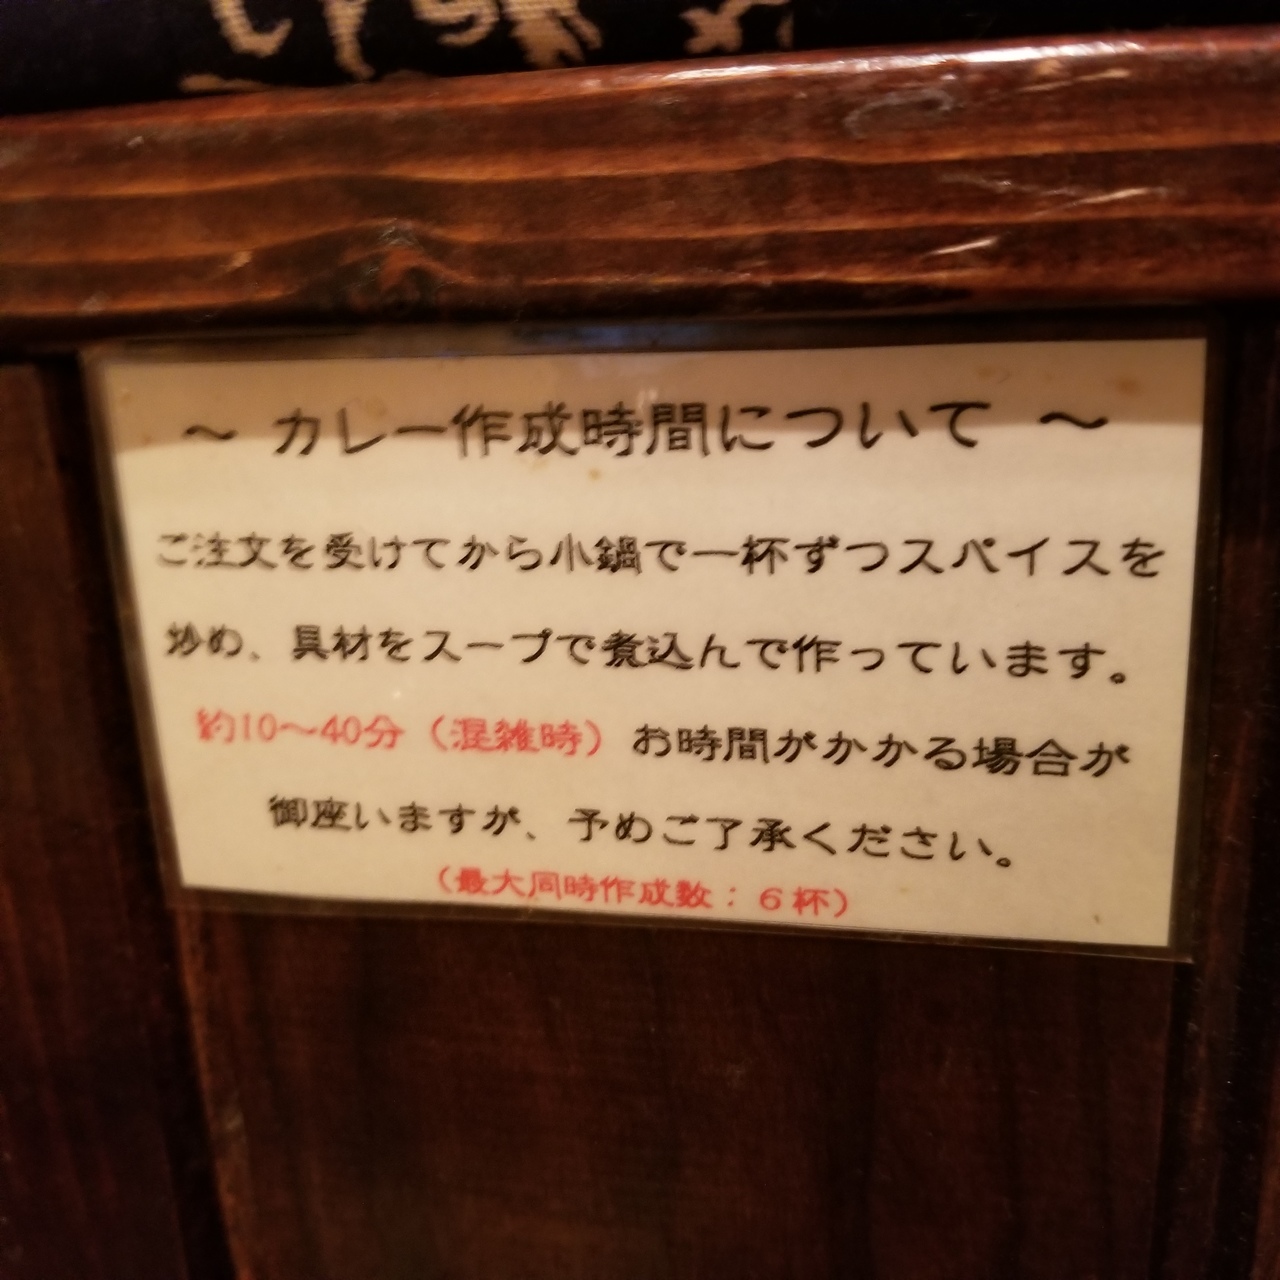 ～ カレー作成時間について ～
ご注文を受けてから小鍋で一杯ずつスパイスを
炒め、具材をスープで煮込んで作っています。
約10～40分（混雑時）お時間がかかる場合が
御座いますが、予めご了承ください。
（最大同時作成数：６杯）